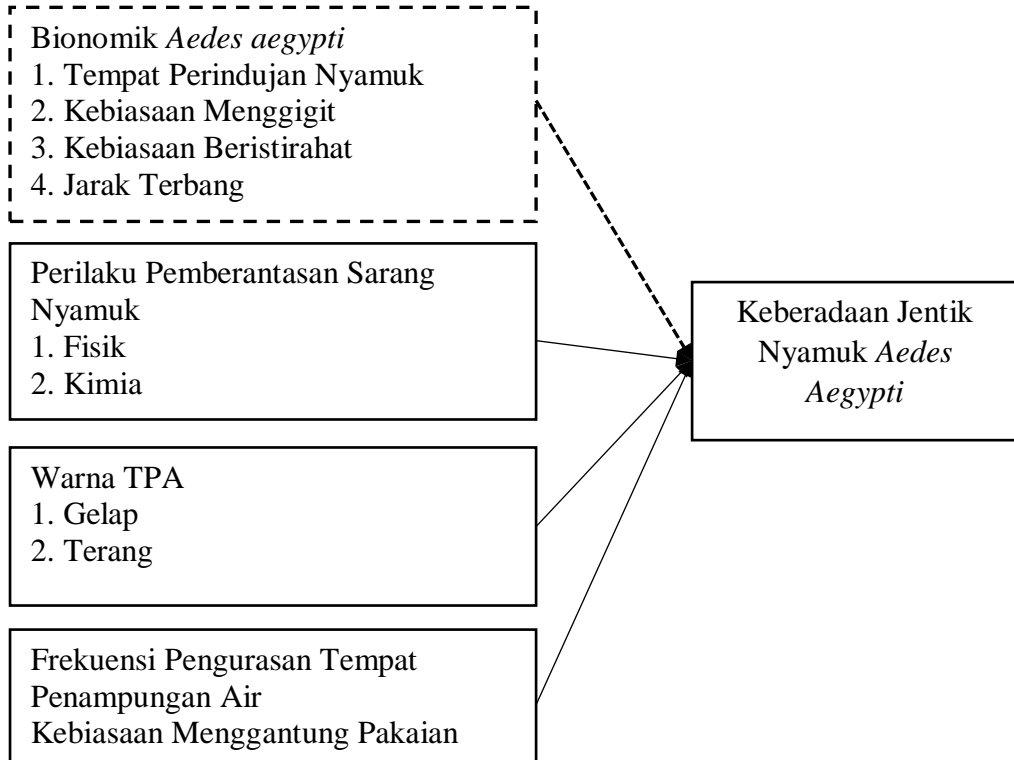 Bionomik Aedes aegypti
1. Tempat Perindujan Nyamuk
2. Kebiasaan Menggigit
3. Kebiasaan Beristirahat
4. Jarak Terbang
Perilaku Pemberantasan Sarang
Nyamuk
1. Fisik
2. Kimia
Warna TPA
1. Gelap
2. Terang
Frekuensi Pengurasan Tempat
Penampungan Air
Kebiasaan Menggantung Pakaian
Keberadaan Jentik
Nyamuk Aedes
Aegypti